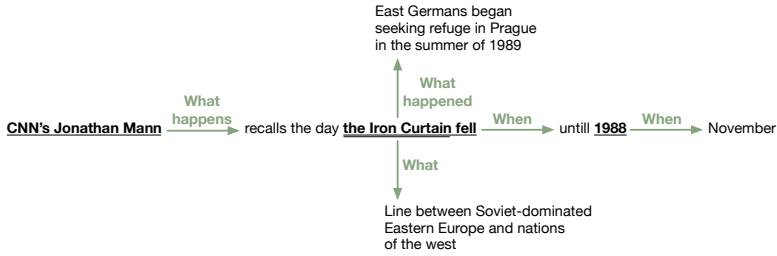 East Germans began
seeking refuge in Prague
in the summer of 1989
What
happened
What
happens
CNN's Jonathan Mann
recalls the day the Iron Curtain fell
When
untill 1988
When
November
What
Line between Soviet-dominated
Eastern Europe and nations
of the west